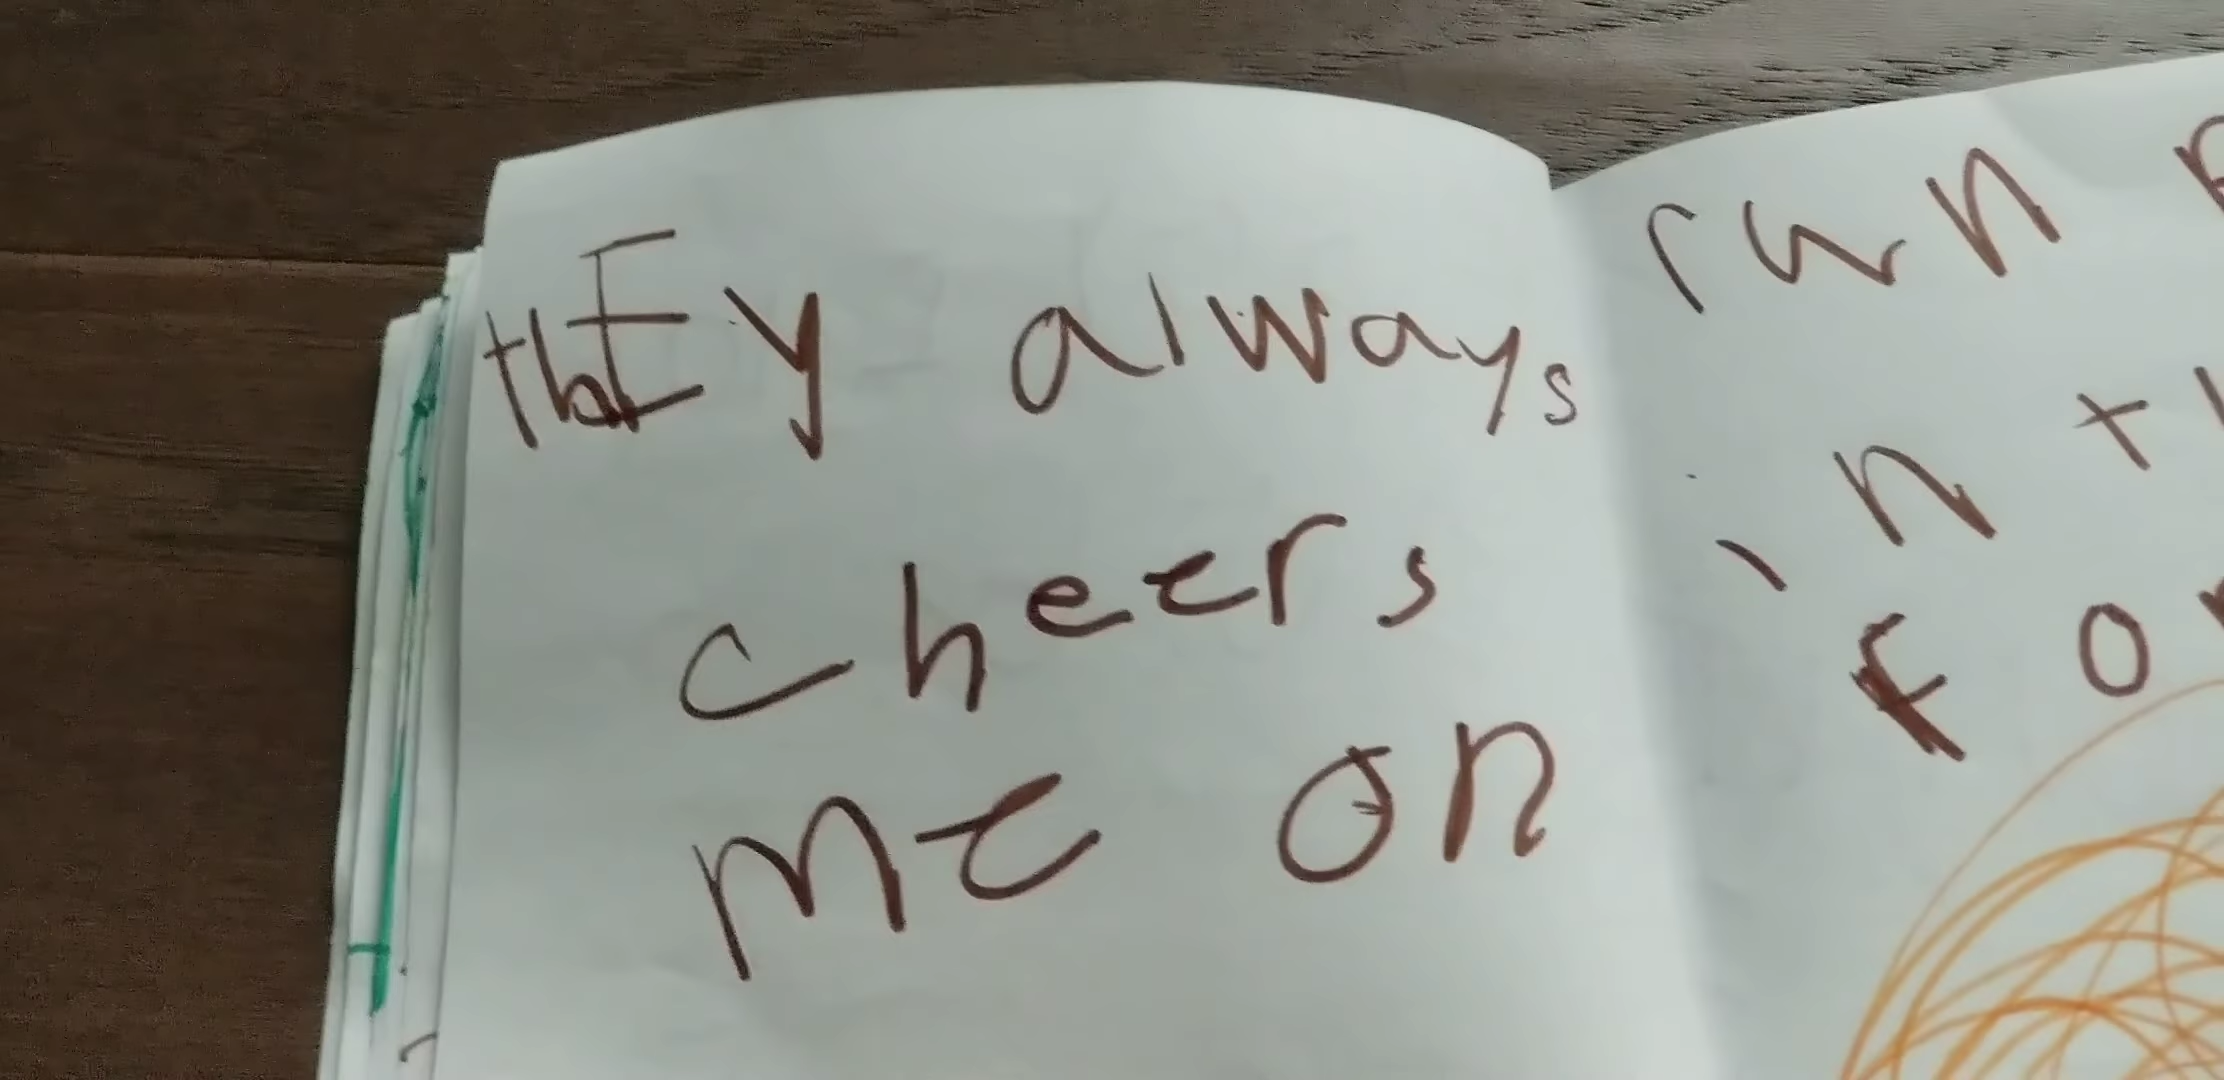 thEy always
cheers
me on
run
in